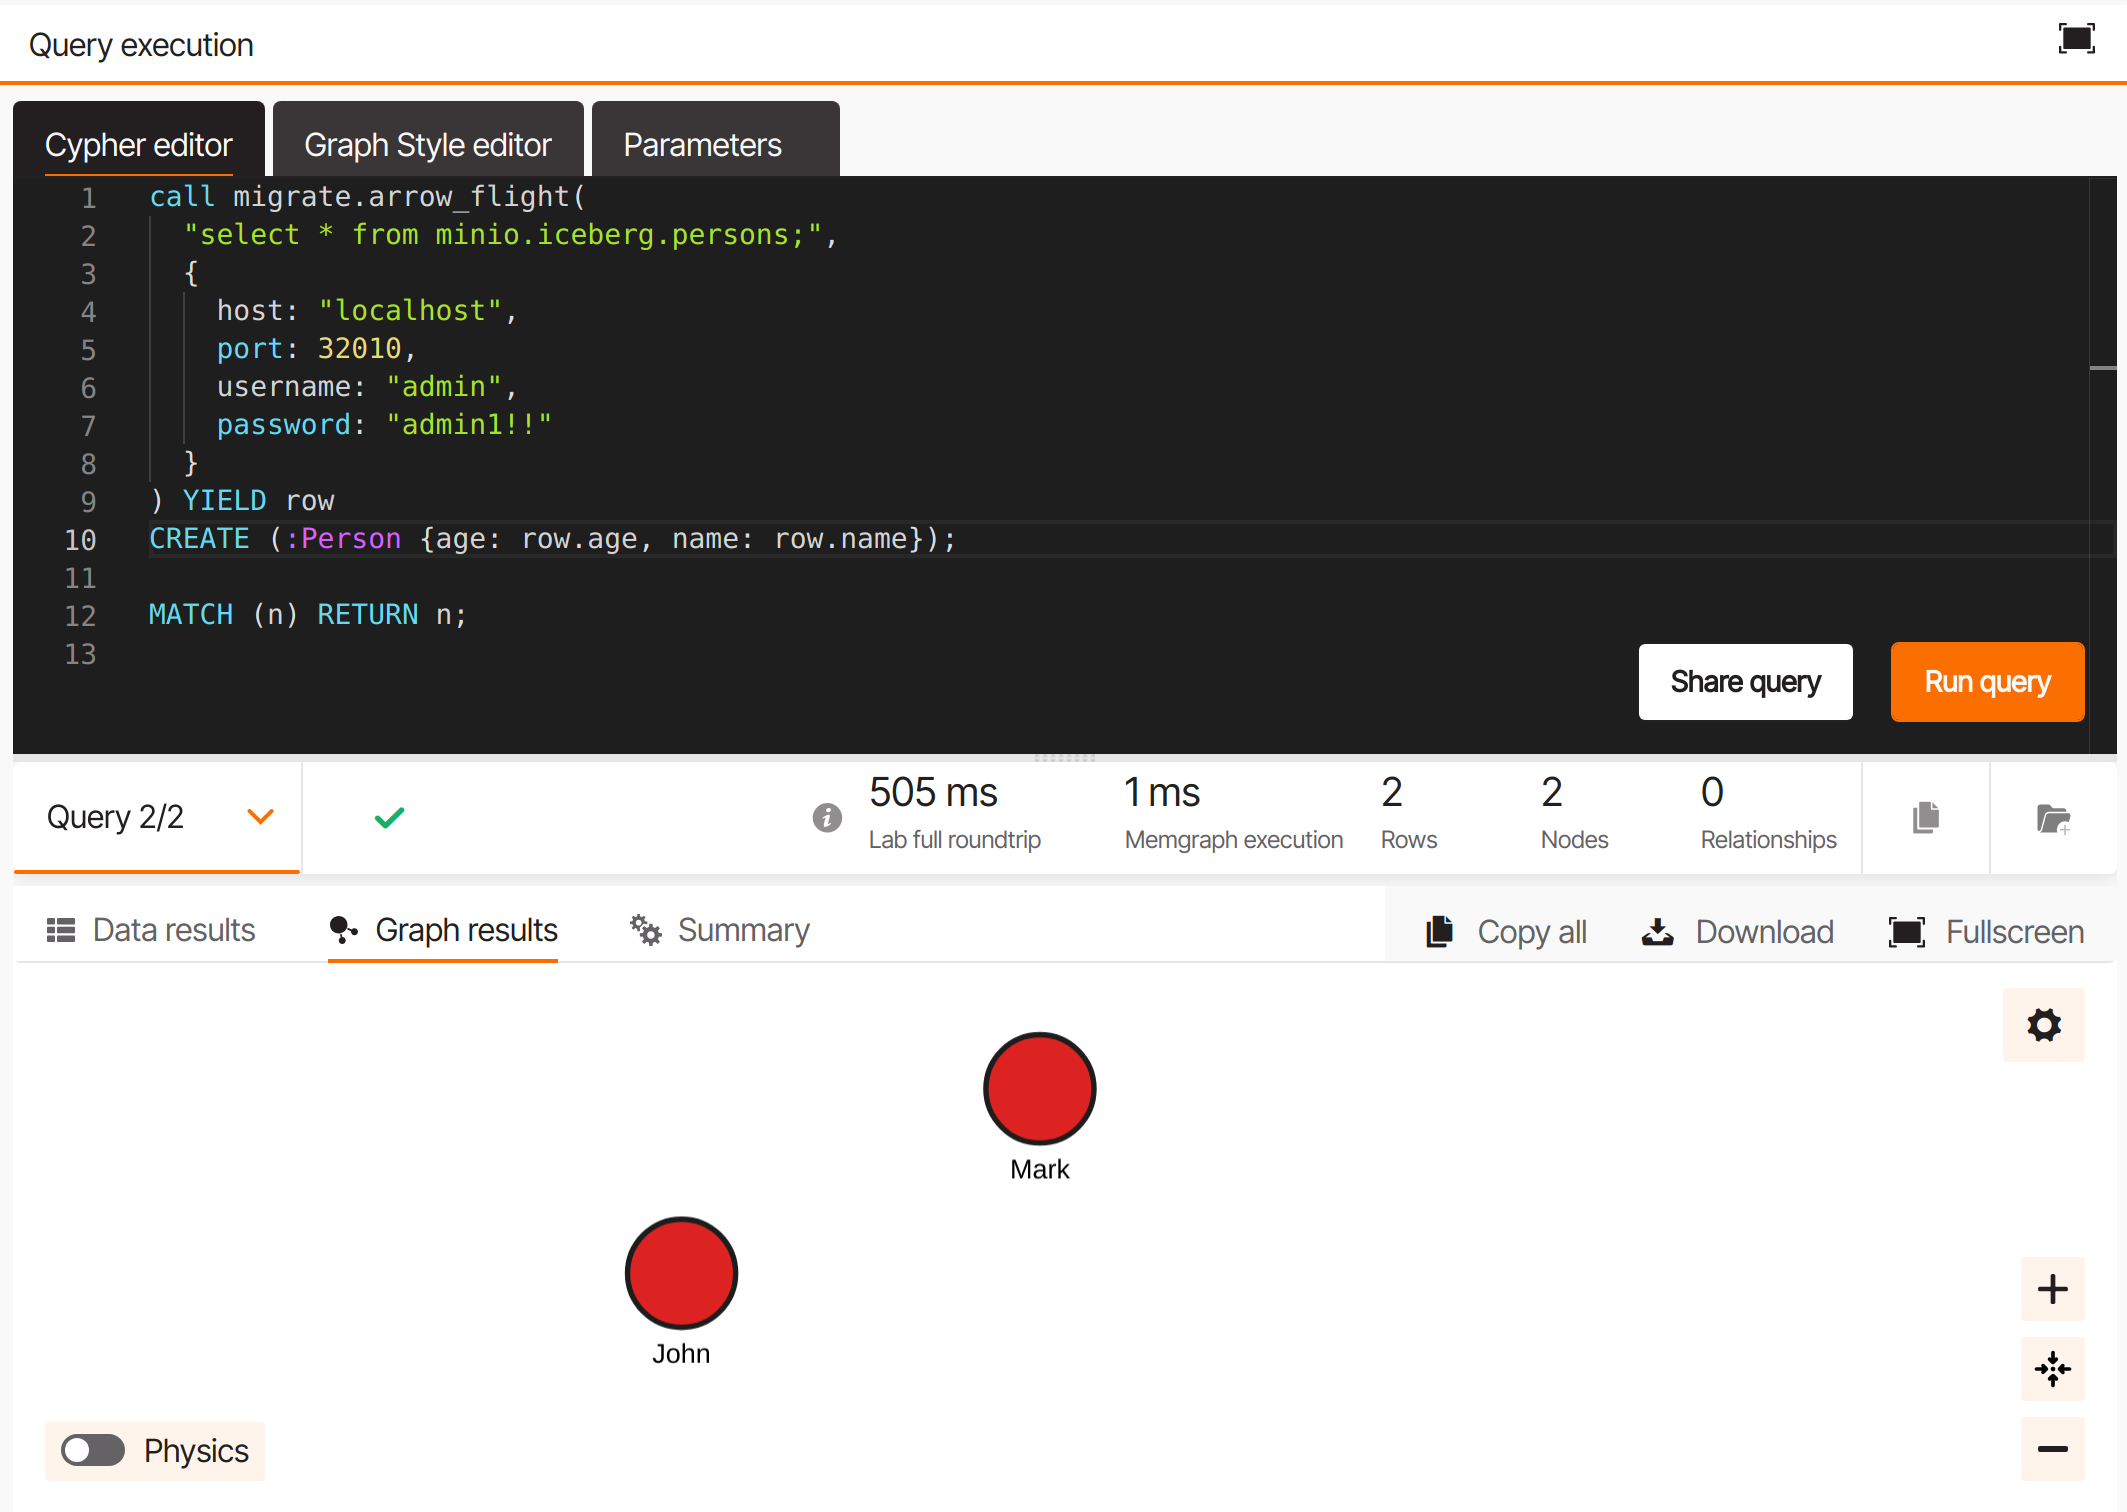 Query execution
Cypher editor
Graph Style editor
Parameters
1 call migrate.arrow_flight(
2 "select * from minio.iceberg.persons;",
3 {
4 host: "localhost",
5 port: 32010,
6 username: "admin",
7 password: "admin1!!"
8 }
9 ) YIELD row
10 CREATE (:Person {age: row.age, name: row.name});
11
12 MATCH (n) RETURN n;
13
Share query
Run query
Query 2/2
505 ms
Lab full roundtrip
1 ms
Memgraph execution
2
Rows
2
Nodes
0
Relationships
Data results
Graph results
Summary
Copy all
Download
Fullscreen
Mark
John
Physics